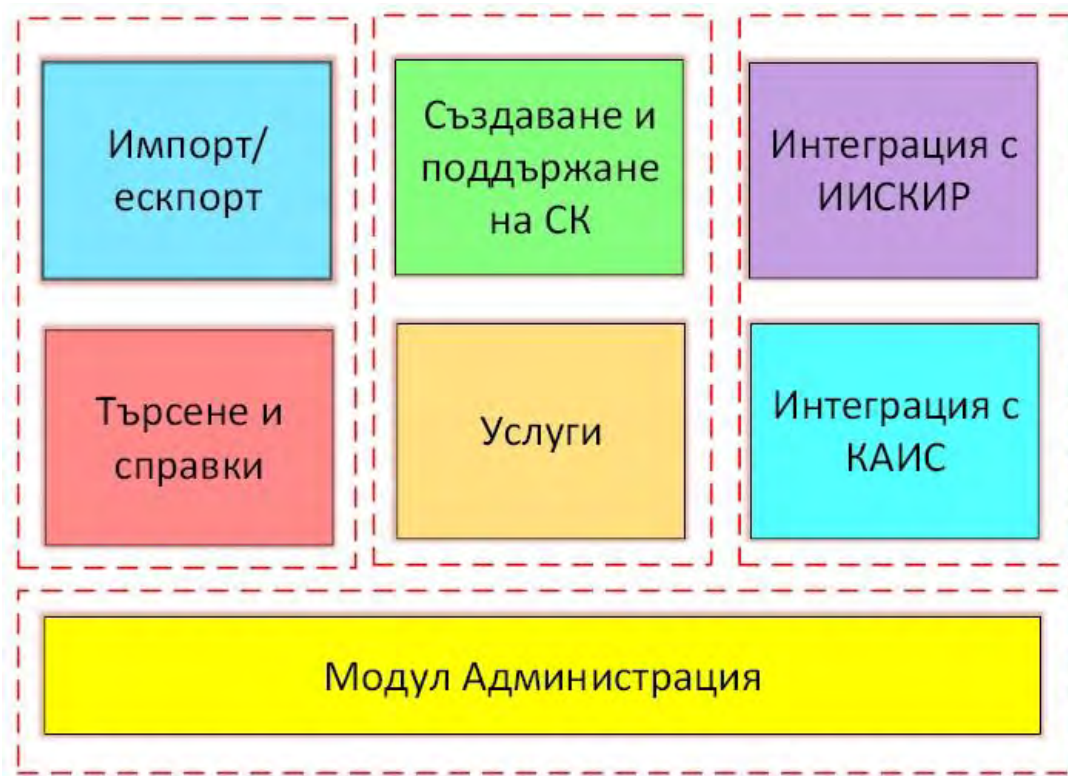 Импорт/
ескпорт
Създаване и
поддържане
на СК
Интеграция с
ИИСКИР
Търсене и
справки
Услуги
Интеграция с
КАИС
Модул Администрация